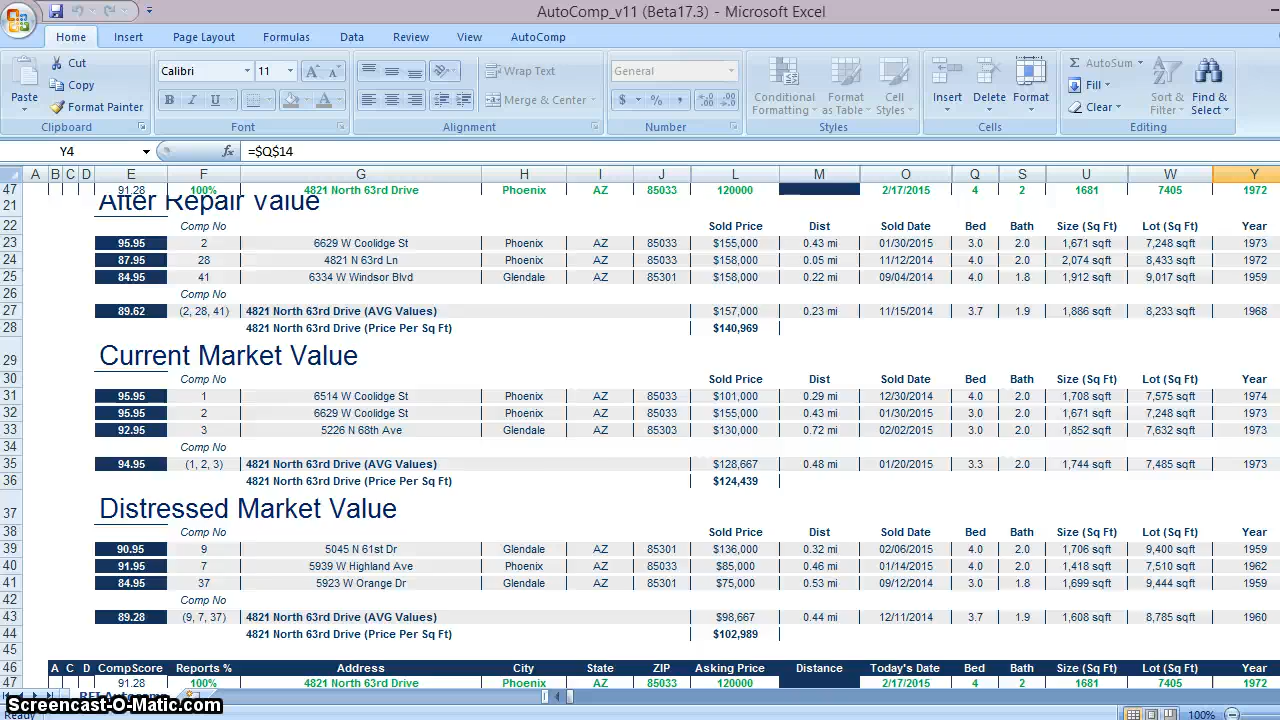 AutoComp_v11 (Beta17.3) - Microsoft Excel
Home Insert Page Layout Formulas Data Review View AutoComp
Paste Cut Copy Format Painter Clipboard
Calibri 11 B I U Font
Wrap Text Merge & Center Alignment
General $ % , Number
Conditional Formatting Format as Table Cell Styles Styles
Insert Delete Format Cells
AutoSum Fill Clear Sort & Find & Select Editing
Y4 fx =$Q$14
A B C D E F G H I J L M O Q S U W Y
47 91.28 100% 4821 North 63rd Drive Phoenix AZ 85033 120000 2/17/2015 4 2 1681 7405 1972
21 After Repair Value
22 Comp No Sold Price Dist Sold Date Bed Bath Size (Sq Ft) Lot (Sq Ft) Year
23 95.95 2 6629 W Coolidge St Phoenix AZ 85033 $155,000 0.43 mi 01/30/2015 3.0 2.0 1,671 sqft 7,248 sqft 1973
24 87.95 28 4821 N 63rd Ln Phoenix AZ 85033 $158,000 0.05 mi 11/12/2014 4.0 2.0 2,074 sqft 8,433 sqft 1972
25 84.95 41 6334 W Windsor Blvd Glendale AZ 85301 $158,000 0.22 mi 09/04/2014 4.0 1.8 1,912 sqft 9,017 sqft 1959
26 Comp No
27 89.62 (2, 28, 41) 4821 North 63rd Drive (AVG Values) $157,000 0.23 mi 11/15/2014 3.7 1.9 1,886 sqft 8,233 sqft 1968
28 4821 North 63rd Drive (Price Per Sq Ft) $140,969
29 Current Market Value
30 Comp No Sold Price Dist Sold Date Bed Bath Size (Sq Ft) Lot (Sq Ft) Year
31 95.95 1 6514 W Coolidge St Phoenix AZ 85033 $101,000 0.29 mi 12/30/2014 4.0 2.0 1,708 sqft 7,575 sqft 1974
32 95.95 2 6629 W Coolidge St Phoenix AZ 85033 $155,000 0.43 mi 01/30/2015 3.0 2.0 1,671 sqft 7,248 sqft 1973
33 92.95 3 5226 N 68th Ave Glendale AZ 85303 $130,000 0.72 mi 02/02/2015 3.0 2.0 1,852 sqft 7,632 sqft 1973
34 Comp No
35 94.95 (1, 2, 3) 4821 North 63rd Drive (AVG Values) $128,667 0.48 mi 01/20/2015 3.3 2.0 1,744 sqft 7,485 sqft 1973
36 4821 North 63rd Drive (Price Per Sq Ft) $124,439
37 Distressed Market Value
38 Comp No Sold Price Dist Sold Date Bed Bath Size (Sq Ft) Lot (Sq Ft) Year
39 90.95 9 5045 N 61st Dr Glendale AZ 85301 $136,000 0.32 mi 02/06/2015 4.0 2.0 1,706 sqft 9,400 sqft 1959
40 91.95 7 5939 W Highland Ave Phoenix AZ 85033 $85,000 0.46 mi 01/14/2015 4.0 2.0 1,418 sqft 7,510 sqft 1962
41 84.95 37 5923 W Orange Dr Glendale AZ 85301 $75,000 0.53 mi 09/12/2014 3.0 1.8 1,699 sqft 9,444 sqft 1959
42 Comp No
43 89.28 (9, 7, 37) 4821 North 63rd Drive (AVG Values) $98,667 0.44 mi 12/11/2014 3.7 1.9 1,608 sqft 8,785 sqft 1960
44 4821 North 63rd Drive (Price Per Sq Ft) $102,989
45
46 A C D CompScore Reports % Address City State ZIP Asking Price Distance Today's Date Bed Bath Size (Sq Ft) Lot (Sq Ft) Year
47 91.28 100% 4821 North 63rd Drive Phoenix AZ 85033 120000 2/17/2015 4 2 1681 7405 1972
Screencast-O-Matic.com
Ready 100%